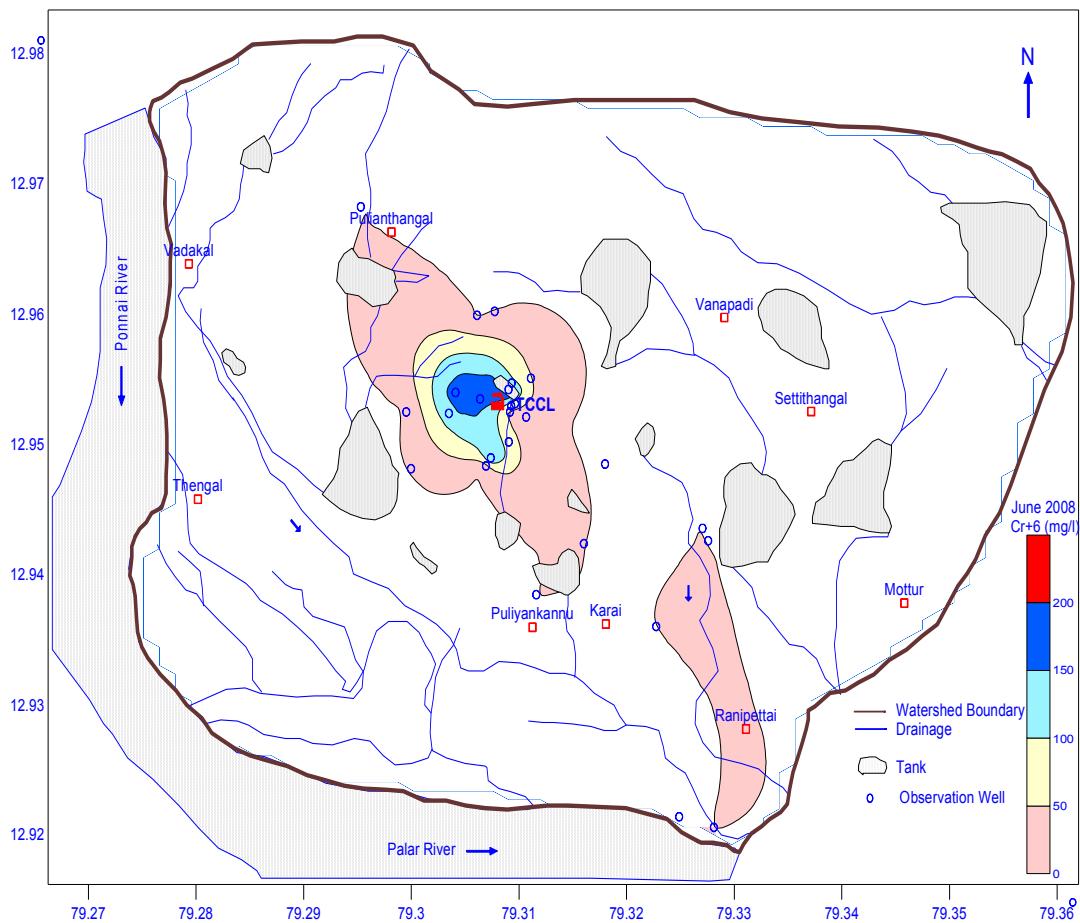 12.98
N
12.97
Pulianthangal
Vadakal
Ponnai River
12.96
Vanapadi
Settithangal
TCCL
12.95
Thengal
June 2008
Cr+6 (mg/l)
12.94
200
Mottur
Puliyankannu
Karai
150
12.93
Ranipettai
Watershed Boundary
Drainage
100
Tank
Observation Well
50
12.92
Palar River
0
79.27
79.28
79.29
79.3
79.31
79.32
79.33
79.34
79.35
79.36